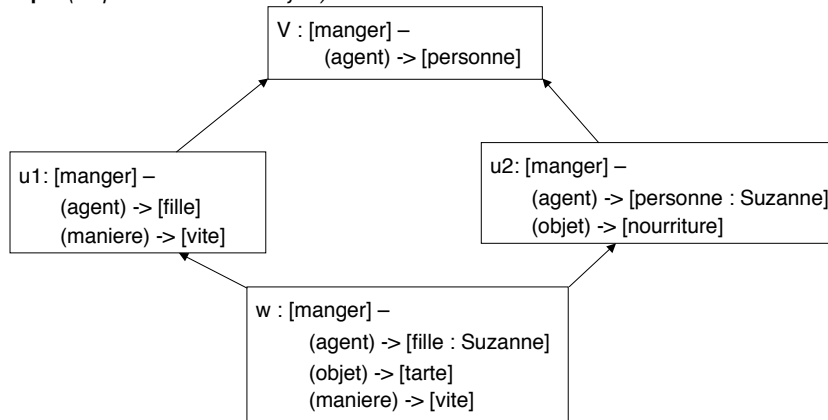 V : [manger] –
(agent) -> [personne]
u1: [manger] –
(agent) -> [fille]
(maniere) -> [vite]
u2: [manger] –
(agent) -> [personne : Suzanne]
(objet) -> [nourriture]
w : [manger] –
(agent) -> [fille : Suzanne]
(objet) -> [tarte]
(maniere) -> [vite]